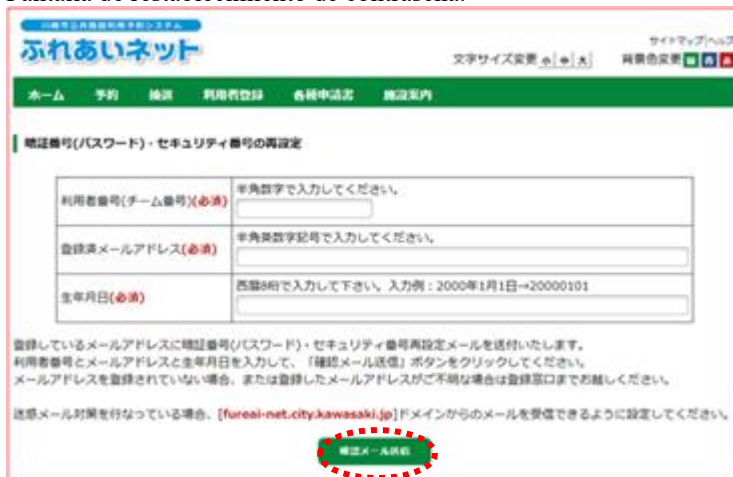 Pantalla de restablecimiento de contraseña.
川崎市公共施設利用予約システム
ふれあいネット
サイトマップ|ヘルプ
文字サイズ変更 小 中 大 背景色変更
ホーム 予約 抽選 利用者登録 各種申請書 施設案内
暗証番号(パスワード)・セキュリティ番号の再設定
利用者番号(チーム番号)(必須)
半角数字で入力してください。
登録済メールアドレス(必須)
半角英数字記号で入力してください。
生年月日(必須)
西暦8桁で入力して下さい。入力例：2000年1月1日→20000101
登録しているメールアドレスに暗証番号(パスワード)・セキュリティ番号再設定メールを送付いたします。
利用者番号とメールアドレスと生年月日を入力して、「確認メール送信」ボタンをクリックしてください。
メールアドレスを登録されていない場合、または登録したメールアドレスがご不明な場合は登録窓口までお越しください。
迷惑メール対策を行なっている場合、[fureai-net.city.kawasaki.jp]ドメインからのメールを受信できるように設定してください。
確認メール送信